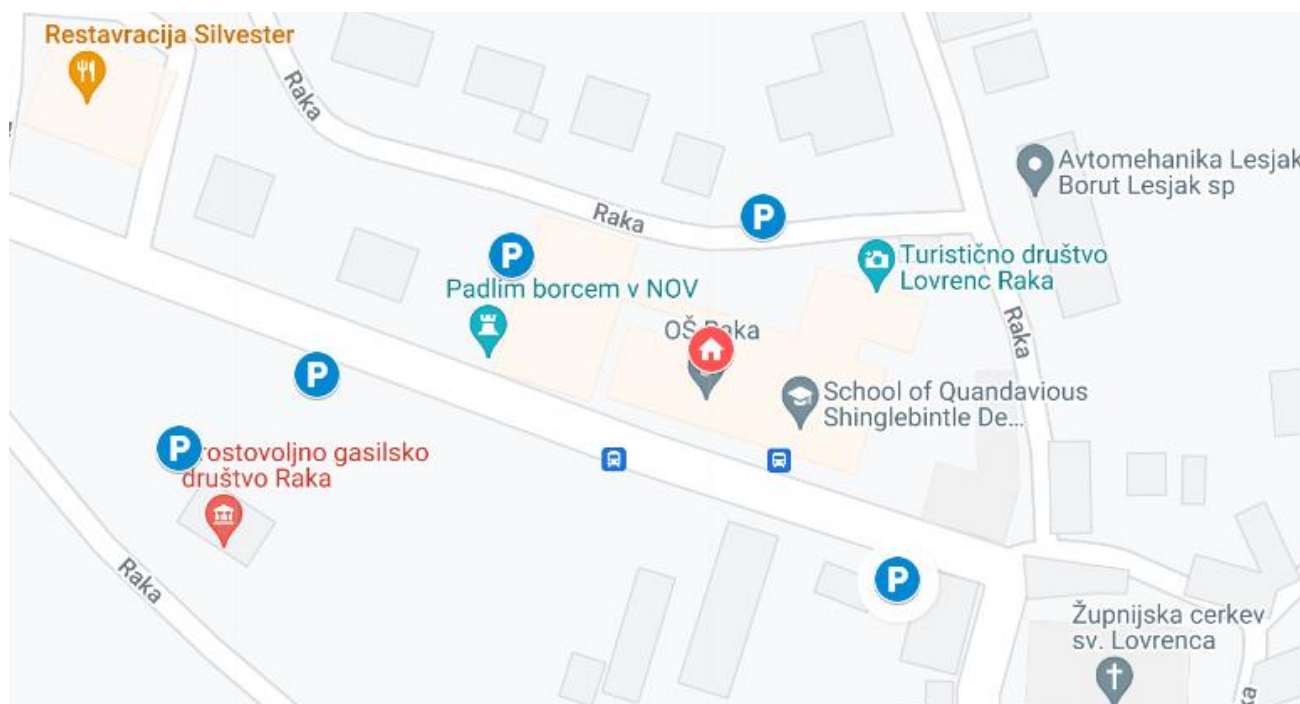 Restavracija Silvester
Raka
Avtomehanika Lesjak
Borut Lesjak sp
Raka
P
P
Turistično društvo
Lovrenc Raka
Padlim borcem v NOV
Raka
OŠ Raka
P
School of Quandavious
Shinglebintle De...
P
rostovoljno gasilsko
društvo Raka
Raka
P
Župnijska cerkev
sv. Lovrenca